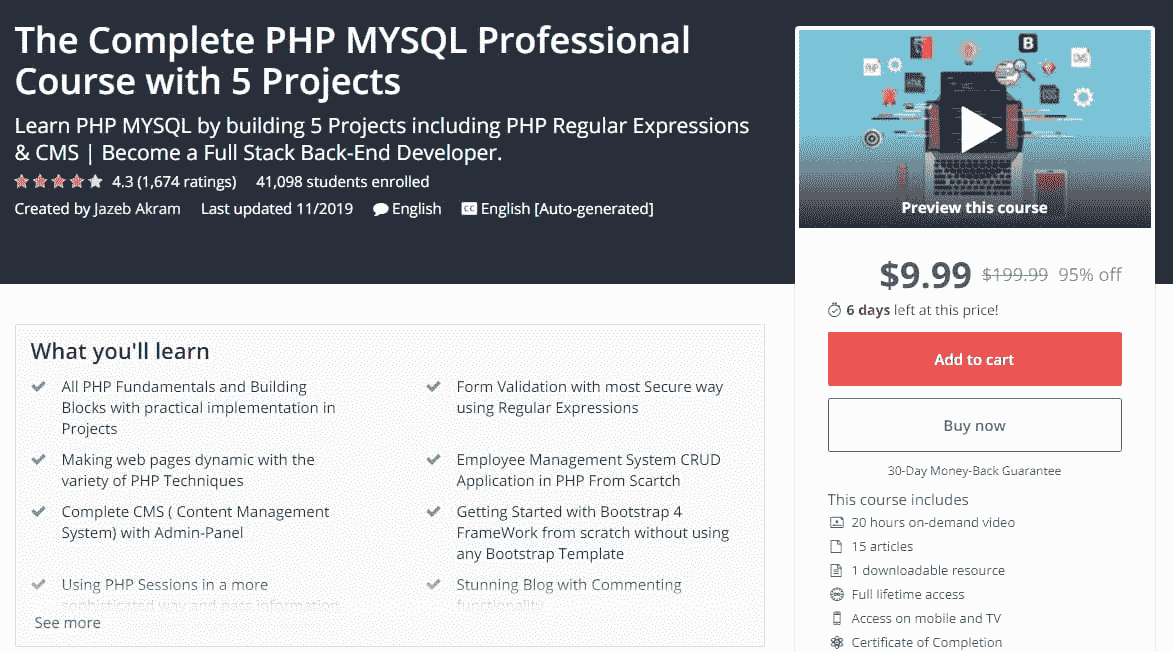 The Complete PHP MYSQL Professional
Course with 5 Projects
Learn PHP MYSQL by building 5 Projects including PHP Regular Expressions
& CMS | Become a Full Stack Back-End Developer.
4.3 (1,674 ratings) 41,098 students enrolled
Created by Jazeb Akram Last updated 11/2019 English CC English [Auto-generated]
PHP
B
CMS
Preview this course
$9.99 $199.99 95% off
6 days left at this price!
Add to cart
Buy now
30-Day Money-Back Guarantee
This course includes
20 hours on-demand video
15 articles
1 downloadable resource
Full lifetime access
Access on mobile and TV
Certificate of Completion
What you'll learn
All PHP Fundamentals and Building
Blocks with practical implementation in
Projects
Making web pages dynamic with the
variety of PHP Techniques
Complete CMS ( Content Management
System) with Admin-Panel
Using PHP Sessions in a more
sophisticated way and pass information
Form Validation with most Secure way
using Regular Expressions
Employee Management System CRUD
Application in PHP From Scartch
Getting Started with Bootstrap 4
FrameWork from scratch without using
any Bootstrap Template
Stunning Blog with Commenting
functionality
See more